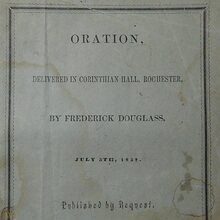 ORATION,
DELIVERED IN CORINTHIAN HALL, ROCHESTER,
BY FREDERICK DOUGLASS,
JULY 5TH, 1852.
Published by Request.